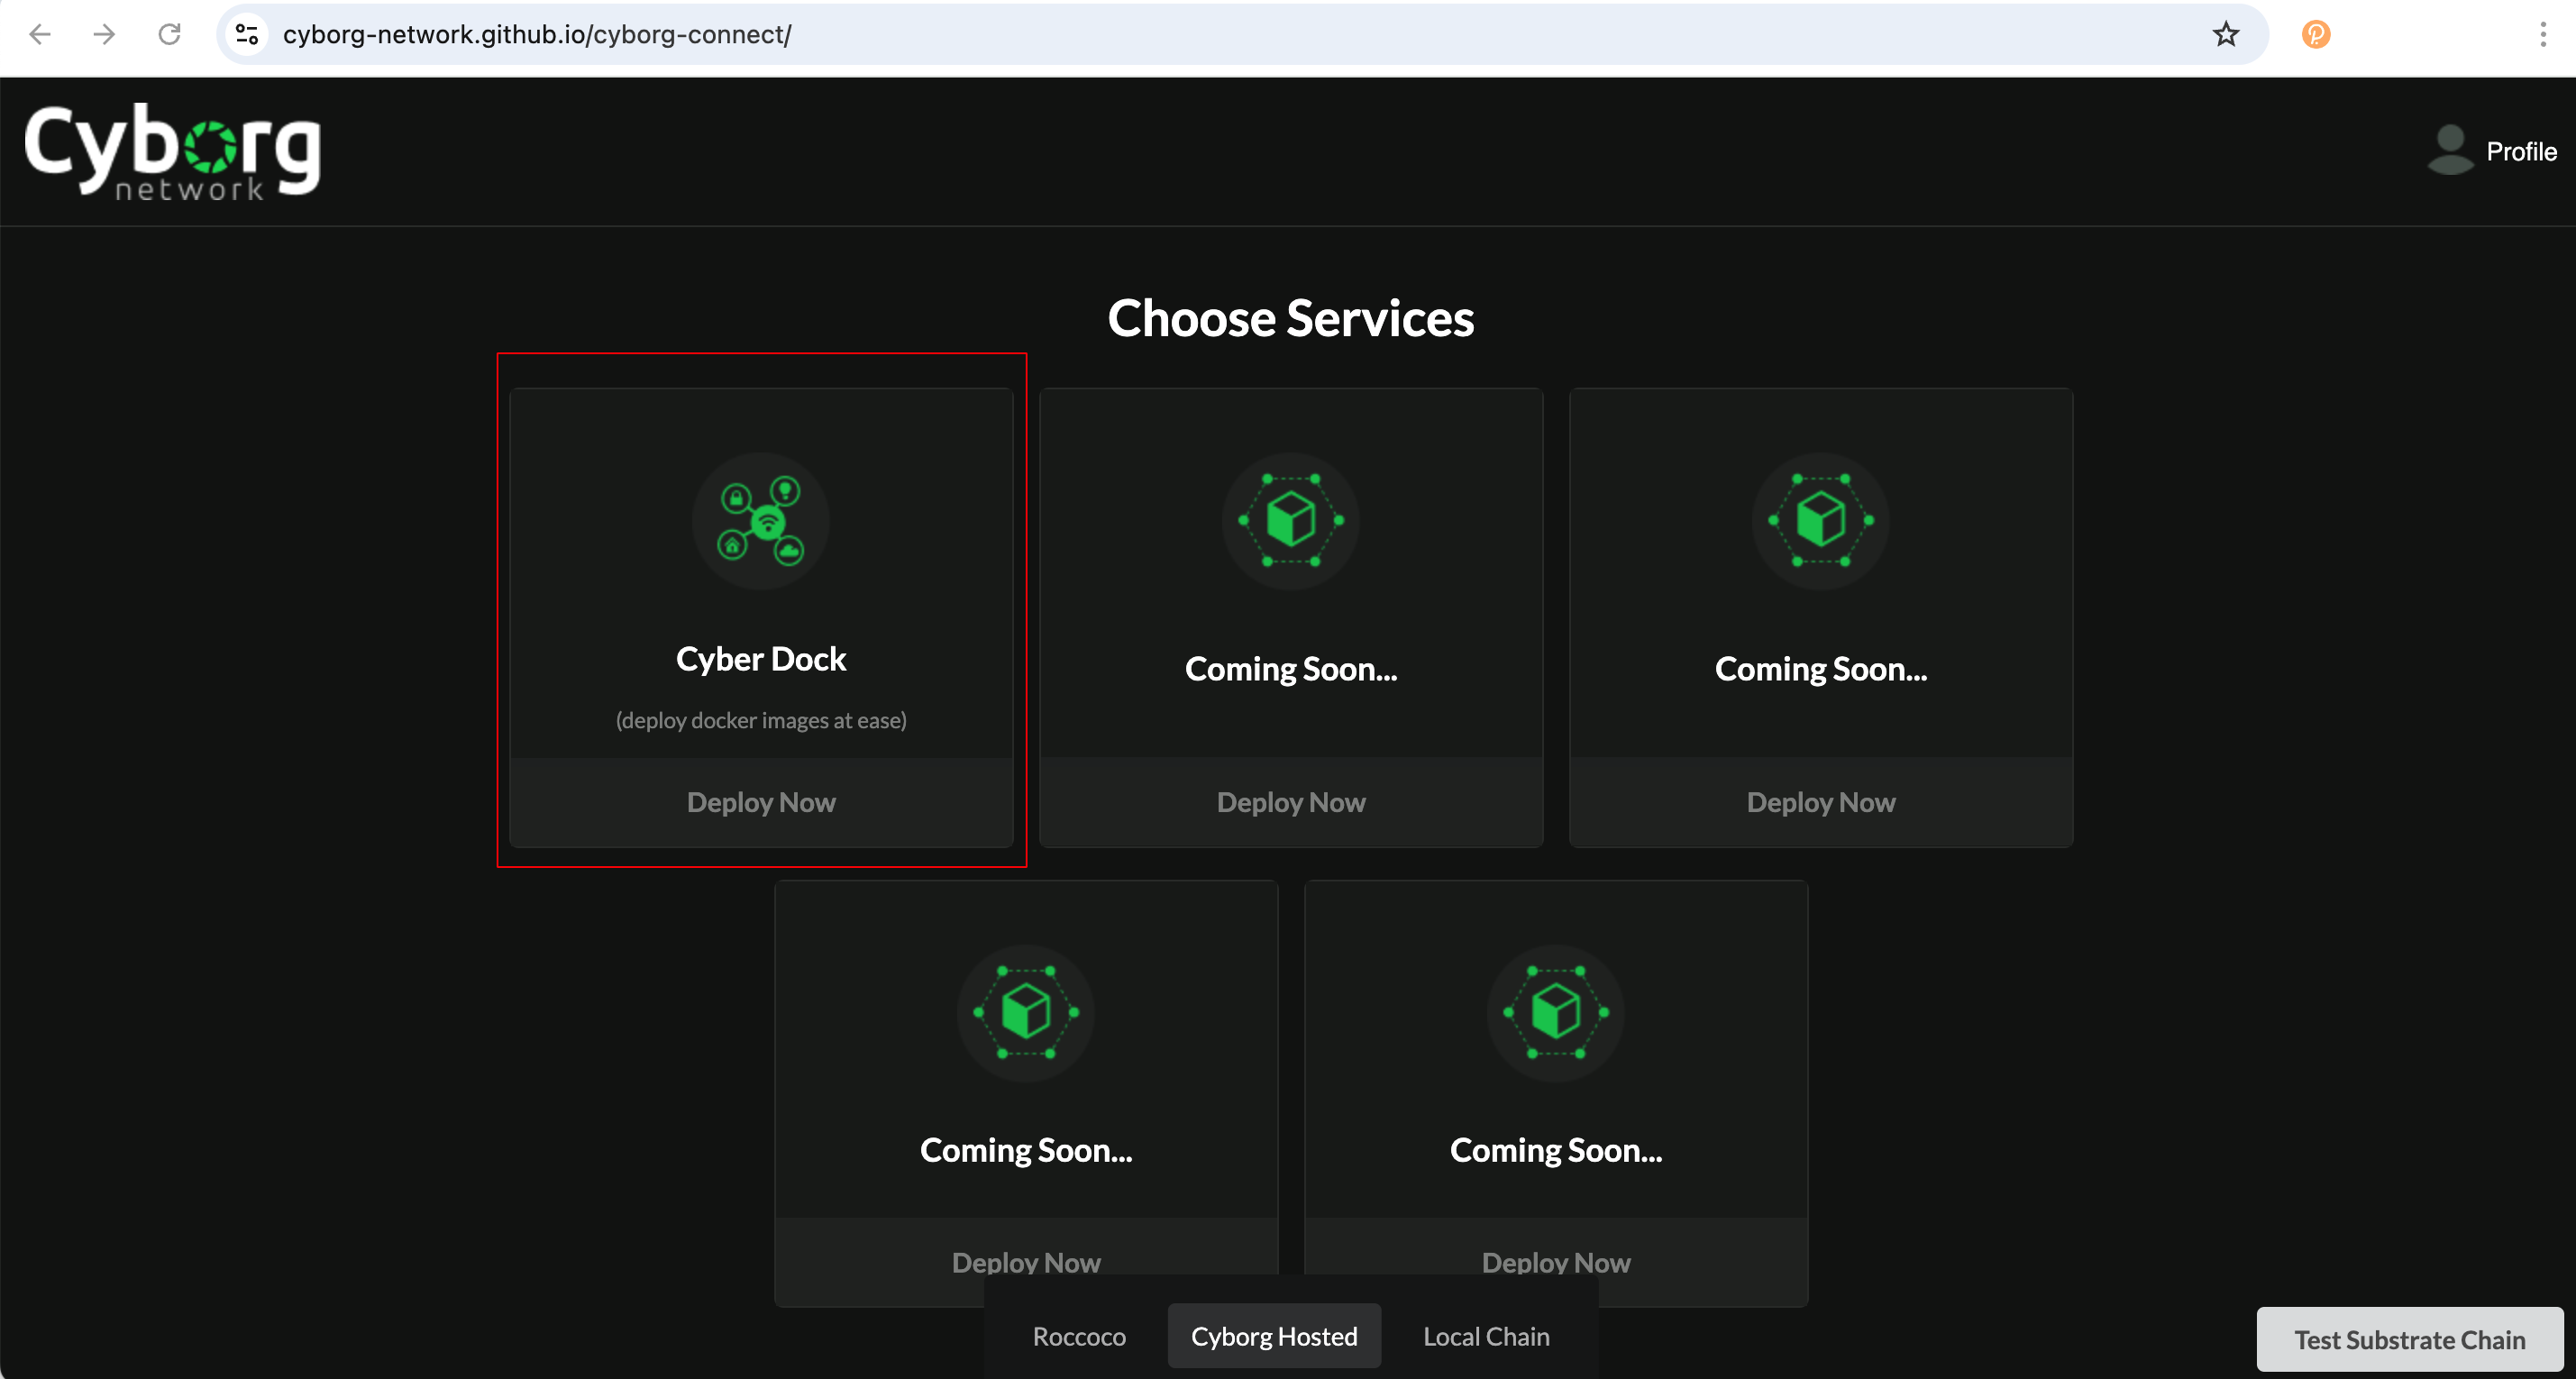 cyborg-network.github.io/cyborg-connect/
Cyborg
network
Profile
Choose Services
Cyber Dock
(deploy docker images at ease)
Deploy Now
Coming Soon...
Deploy Now
Coming Soon...
Deploy Now
Coming Soon...
Deploy Now
Coming Soon...
Deploy Now
Roccoco
Cyborg Hosted
Local Chain
Test Substrate Chain